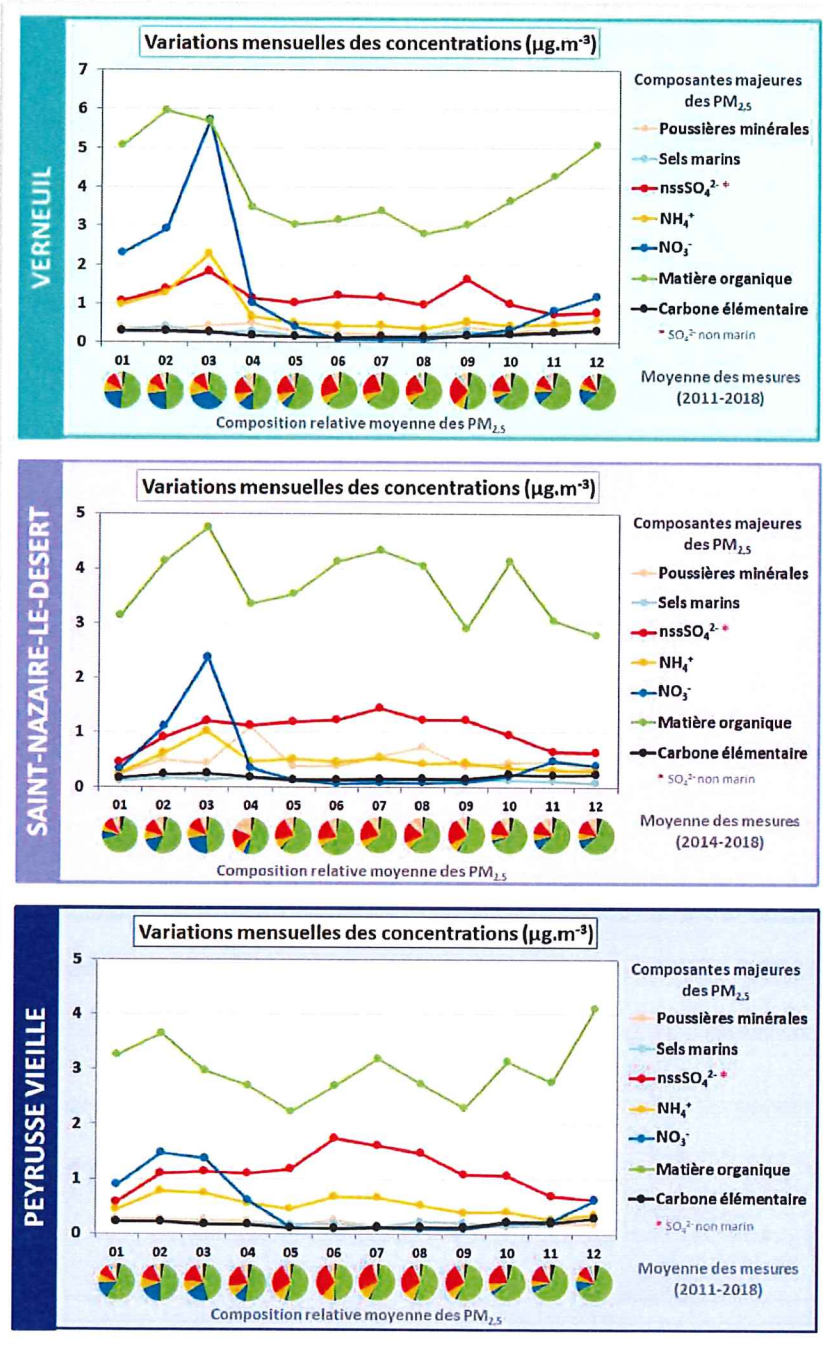 Variations mensuelles des concentrations (µg.m⁻³)
VERNEUIL
7
6
5
4
3
2
1
0
01 02 03 04 05 06 07 08 09 10 11 12
Composition relative moyenne des PM₂,₅
Composantes majeures
des PM₂,₅
Poussières minérales
Sels marins
nssSO₄²⁻ *
NH₄⁺
NO₃⁻
Matière organique
Carbone élémentaire
* SO₄²⁻ non marin
Moyenne des mesures
(2011-2018)
Variations mensuelles des concentrations (µg.m⁻³)
SAINT-NAZAIRE-LE-DESERT
5
4
3
2
1
0
01 02 03 04 05 06 07 08 09 10 11 12
Composition relative moyenne des PM₂,₅
Composantes majeures
des PM₂,₅
Poussières minérales
Sels marins
nssSO₄²⁻ *
NH₄⁺
NO₃⁻
Matière organique
Carbone élémentaire
* SO₄²⁻ non marin
Moyenne des mesures
(2014-2018)
Variations mensuelles des concentrations (µg.m⁻³)
PEYRUSSE VIEILLE
5
4
3
2
1
0
01 02 03 04 05 06 07 08 09 10 11 12
Composition relative moyenne des PM₂,₅
Composantes majeures
des PM₂,₅
Poussières minérales
Sels marins
nssSO₄²⁻ *
NH₄⁺
NO₃⁻
Matière organique
Carbone élémentaire
* SO₄²⁻ non marin
Moyenne des mesures
(2011-2018)